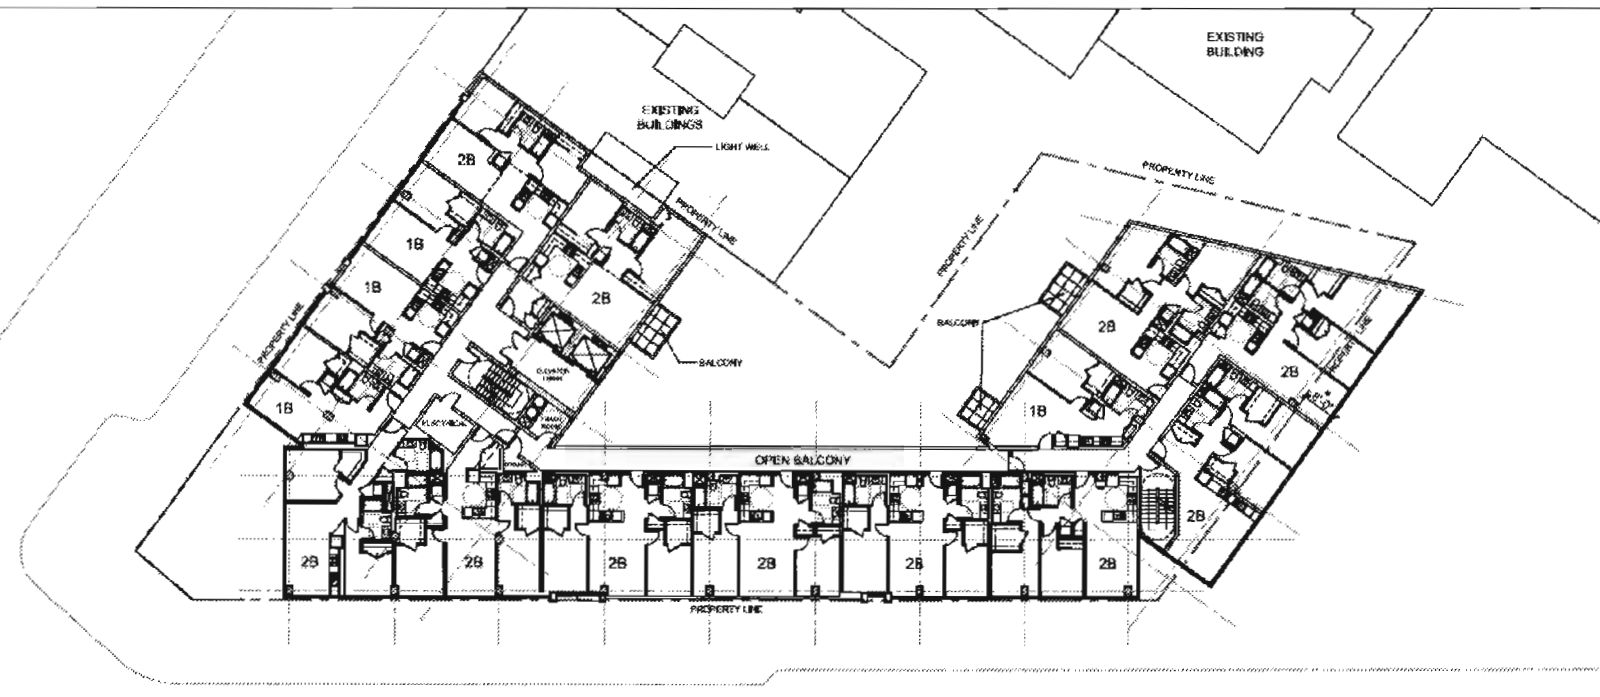 EXISTING
BUILDING
EXISTING
BUILDINGS
LIGHT WELL
2B
PROPERTY LINE
PROPERTY LINE
PROPERTY LINE
1B
1B
2B
BALCONY
BALCONY
2B
1B
2B
PROPERTY LINE
1B
ELEVATOR
ELECTRICAL
OPEN BALCONY
2B
2B
2B
2B
2B
2B
2B
PROPERTY LINE